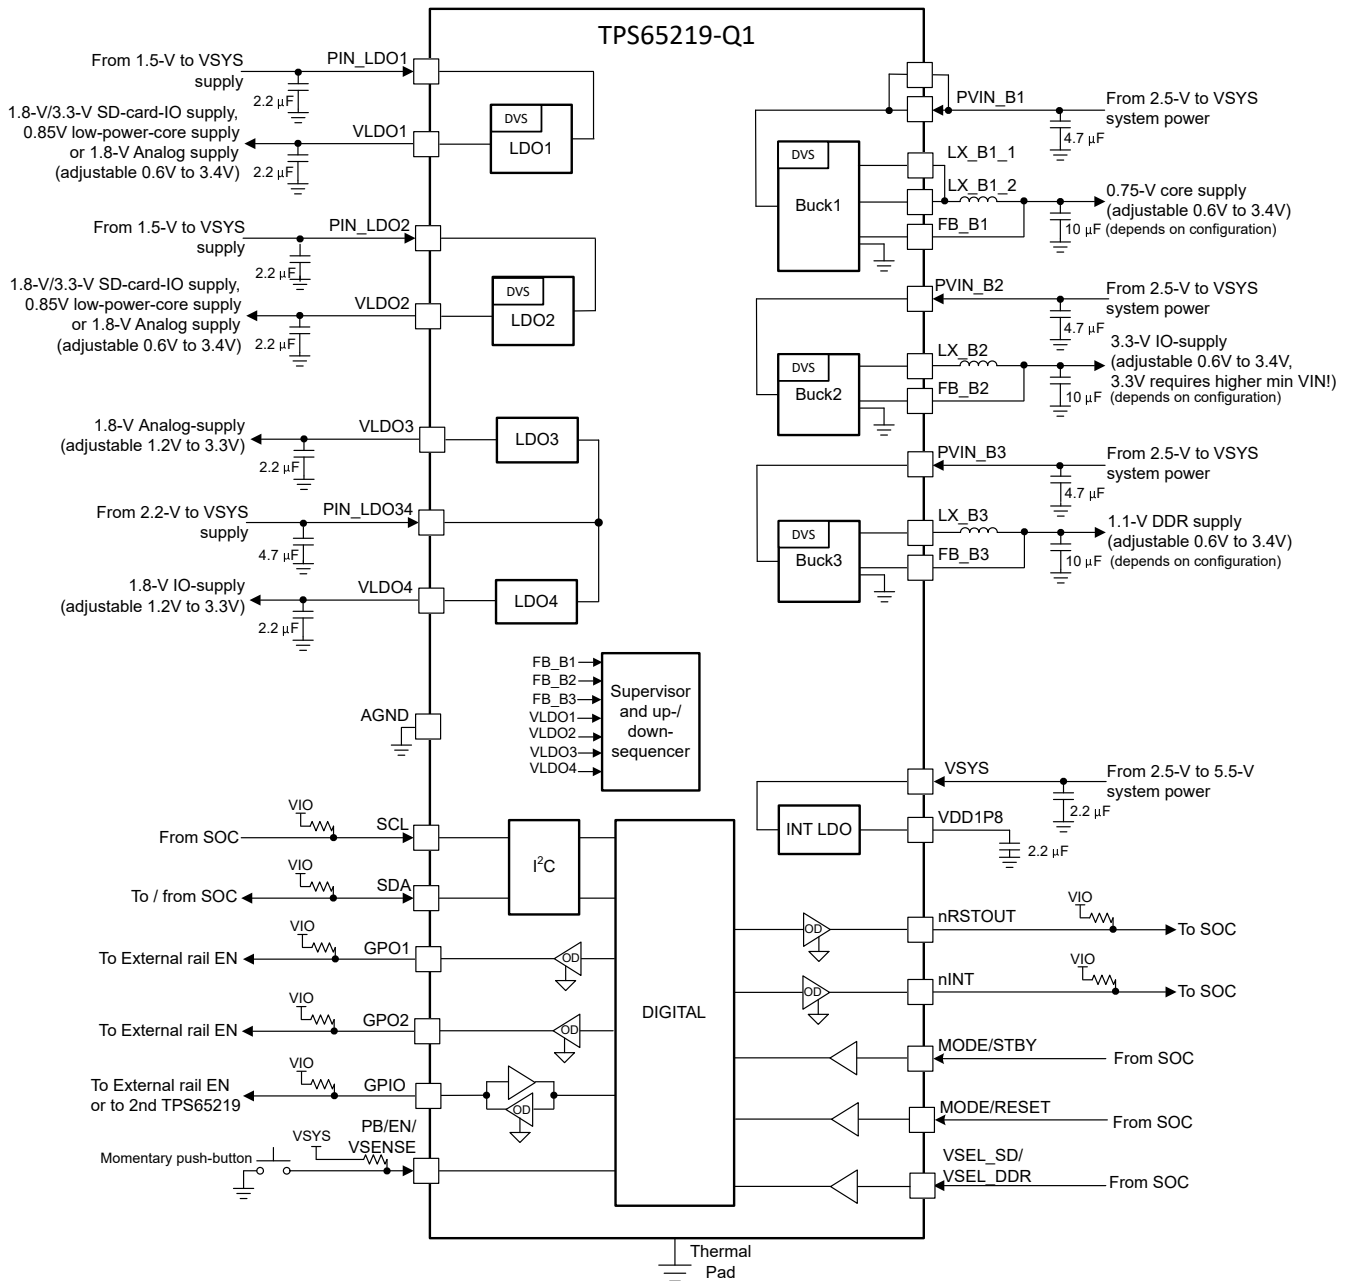 TPS65219-Q1
From 1.5-V to VSYS
supply
PIN_LDO1
2.2 µF
1.8-V/3.3-V SD-card-IO supply,
0.85V low-power-core supply
or 1.8-V Analog supply
(adjustable 0.6V to 3.4V)
VLDO1
2.2 µF
DVS
LDO1
From 1.5-V to VSYS
supply
PIN_LDO2
2.2 µF
1.8-V/3.3-V SD-card-IO supply,
0.85V low-power-core supply
or 1.8-V Analog supply
(adjustable 0.6V to 3.4V)
VLDO2
2.2 µF
DVS
LDO2
1.8-V Analog-supply
(adjustable 1.2V to 3.3V)
VLDO3
2.2 µF
LDO3
From 2.2-V to VSYS
supply
PIN_LDO34
4.7 µF
1.8-V IO-supply
(adjustable 1.2V to 3.3V)
VLDO4
2.2 µF
LDO4
PVIN_B1
From 2.5-V to VSYS
system power
4.7 µF
DVS
Buck1
LX_B1_1
LX_B1_2
FB_B1
0.75-V core supply
(adjustable 0.6V to 3.4V)
10 µF (depends on configuration)
PVIN_B2
From 2.5-V to VSYS
system power
4.7 µF
DVS
Buck2
LX_B2
FB_B2
3.3-V IO-supply
(adjustable 0.6V to 3.4V,
3.3V requires higher min VIN!)
10 µF (depends on configuration)
PVIN_B3
From 2.5-V to VSYS
system power
4.7 µF
DVS
Buck3
LX_B3
FB_B3
1.1-V DDR supply
(adjustable 0.6V to 3.4V)
10 µF (depends on configuration)
FB_B1
FB_B2
FB_B3
VLDO1
VLDO2
VLDO3
VLDO4
Supervisor
and up-/
down-
sequencer
AGND
VSYS
From 2.5-V to 5.5-V
system power
2.2 µF
INT LDO
VDD1P8
2.2 µF
From SOC
VIO
SCL
To / from SOC
VIO
SDA
I²C
To External rail EN
VIO
GPO1
OD
To External rail EN
VIO
GPO2
OD
To External rail EN
or to 2nd TPS65219
VIO
GPIO
OD
Momentary push-button
VSYS
PB/EN/
VSENSE
DIGITAL
OD
nRSTOUT
VIO
To SOC
OD
nINT
VIO
To SOC
MODE/STBY
From SOC
MODE/RESET
From SOC
VSEL_SD/
VSEL_DDR
From SOC
Thermal
Pad